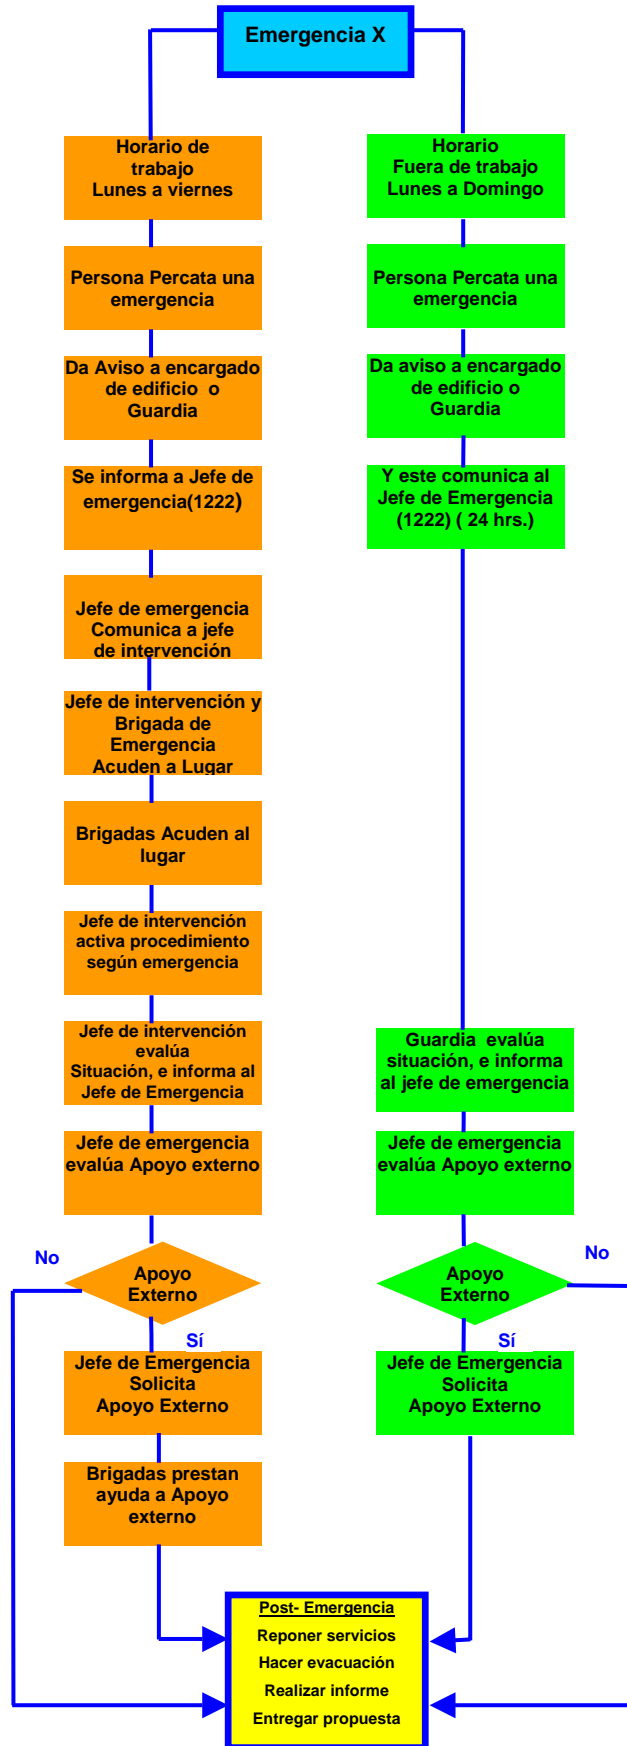 Emergencia X
Horario de
trabajo
Lunes a viernes
Persona Percata una
emergencia
Da Aviso a encargado
de edificio o
Guardia
Se informa a Jefe de
emergencia(1222)
Jefe de emergencia
Comunica a jefe
de intervención
Jefe de intervención y
Brigada de
Emergencia
Acuden a Lugar
Brigadas Acuden al
lugar
Jefe de intervención
activa procedimiento
según emergencia
Jefe de intervención
evalúa
Situación, e informa al
Jefe de Emergencia
Jefe de emergencia
evalúa Apoyo externo
No
Apoyo
Externo
Sí
Jefe de Emergencia
Solicita
Apoyo Externo
Brigadas prestan
ayuda a Apoyo
externo
Horario
Fuera de trabajo
Lunes a Domingo
Persona Percata una
emergencia
Da aviso a encargado
de edificio o
Guardia
Y este comunica al
Jefe de Emergencia
(1222) ( 24 hrs.)
Guardia evalúa
situación, e informa
al jefe de emergencia
Jefe de emergencia
evalúa Apoyo externo
No
Apoyo
Externo
Sí
Jefe de Emergencia
Solicita
Apoyo Externo
Post- Emergencia
Reponer servicios
Hacer evacuación
Realizar informe
Entregar propuesta